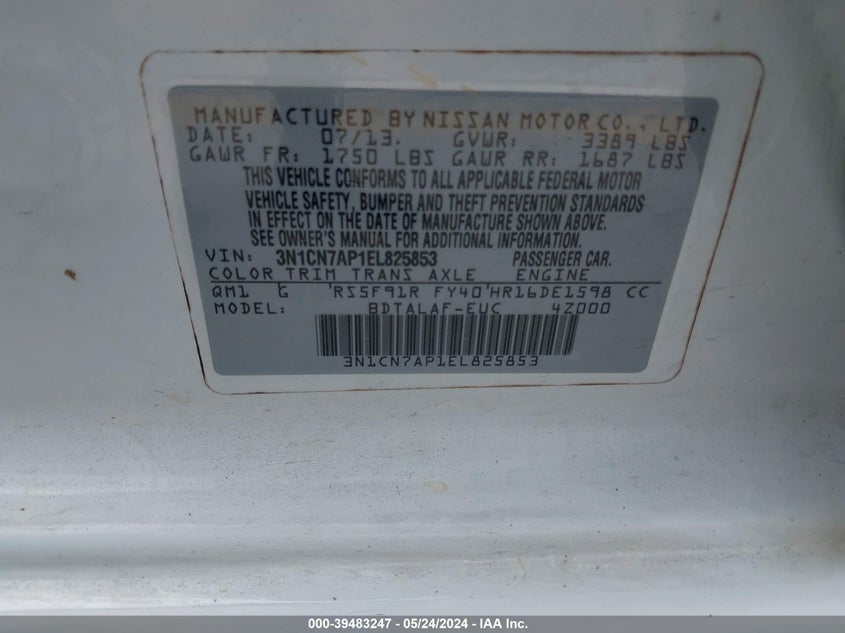 MANUFACTURED BY NISSAN MOTOR CO., LTD.
DATE: 07/13. GVWR: 3389 LBS
GAWR FR: 1750 LBS GAWR RR: 1687 LBS
THIS VEHICLE CONFORMS TO ALL APPLICABLE FEDERAL MOTOR
VEHICLE SAFETY, BUMPER AND THEFT PREVENTION STANDARDS
IN EFFECT ON THE DATE OF MANUFACTURE SHOWN ABOVE.
SEE OWNER'S MANUAL FOR ADDITIONAL INFORMATION.
VIN: 3N1CN7AP1EL825853 PASSENGER CAR.
COLOR TRIM TRANS AXLE ENGINE
QM1 G RS5F91R FY40 HR16DE1598 CC
MODEL: BDTALAF-EUC 4Z000
3N1CN7AP1EL825853
000-39483247 - 05/24/2024 - IAA Inc.